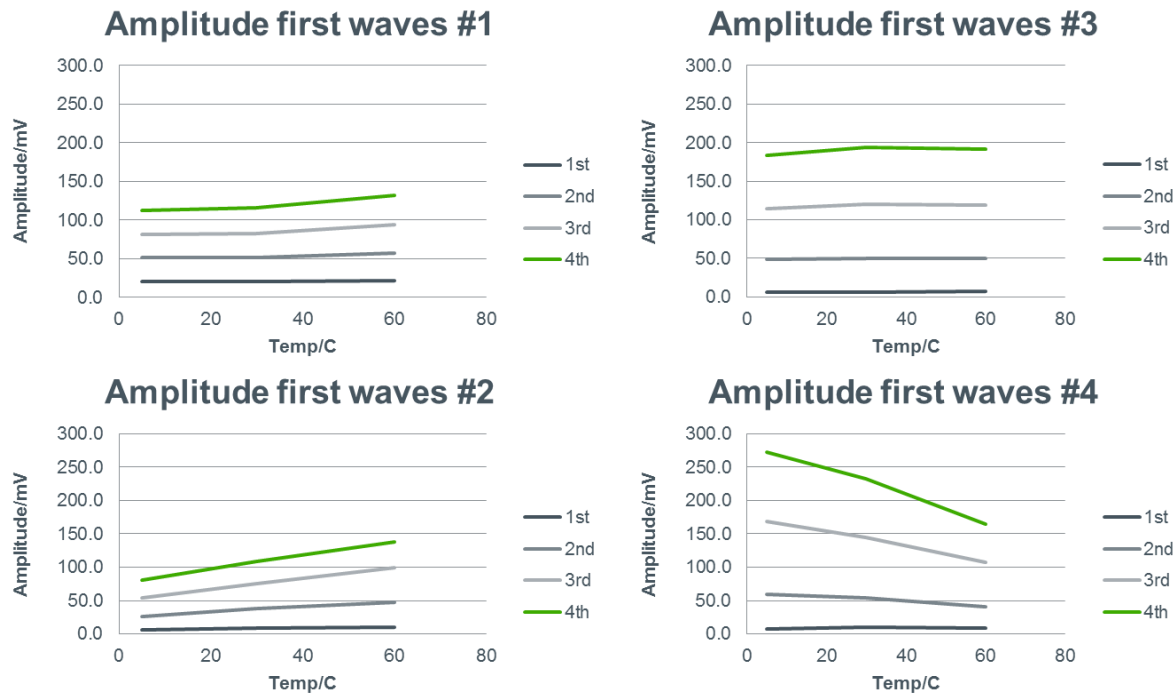 Amplitude first waves #1
300.0
250.0
200.0
150.0
100.0
50.0
0.0
0 20 40 60 80
Amplitude/mV
Temp/C
1st
2nd
3rd
4th
Amplitude first waves #3
300.0
250.0
200.0
150.0
100.0
50.0
0.0
0 20 40 60 80
Amplitude/mV
Temp/C
1st
2nd
3rd
4th
Amplitude first waves #2
300.0
250.0
200.0
150.0
100.0
50.0
0.0
0 20 40 60 80
Amplitude/mV
Temp/C
1st
2nd
3rd
4th
Amplitude first waves #4
300.0
250.0
200.0
150.0
100.0
50.0
0.0
0 20 40 60 80
Amplitude/mV
Temp/C
1st
2nd
3rd
4th